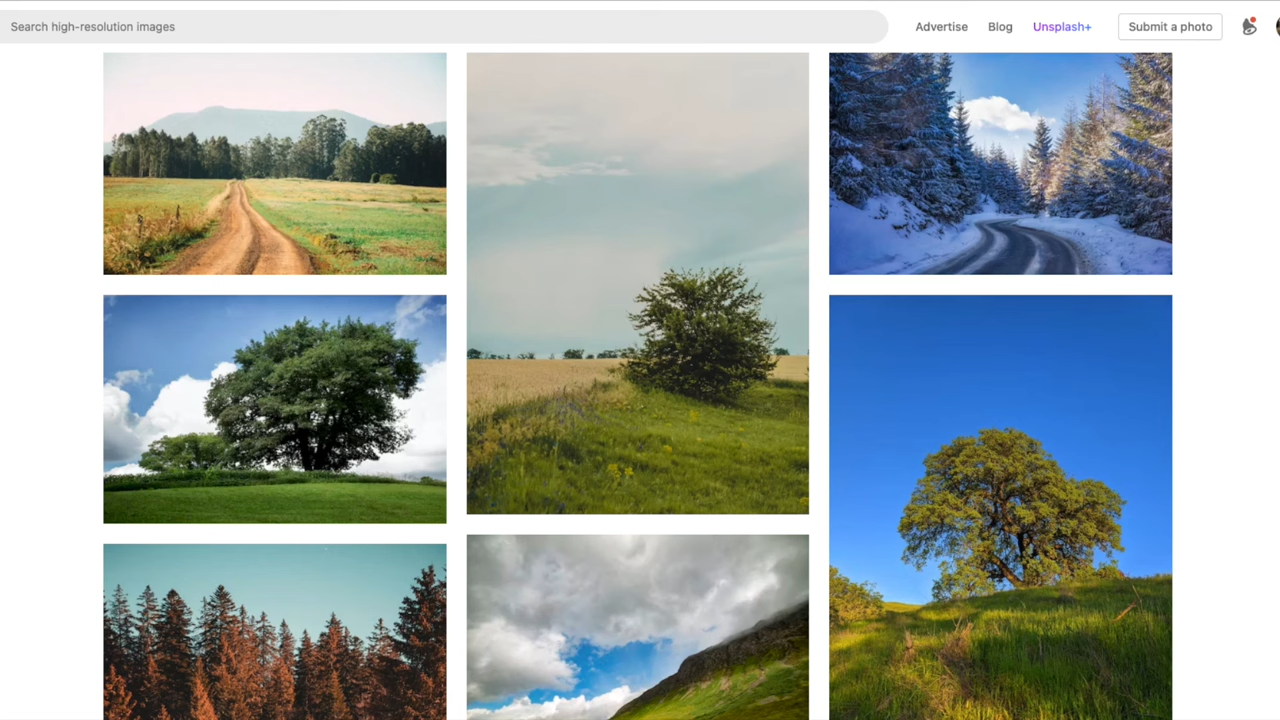 Search high-resolution images
Advertise
Blog
Unsplash+
Submit a photo